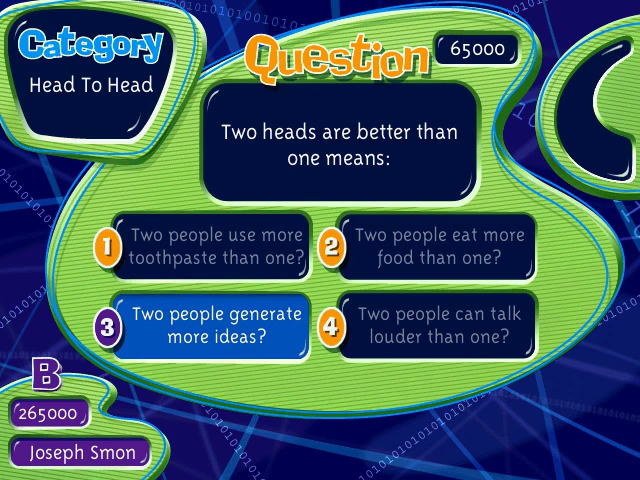 Category
Head To Head
Question
65000
Two heads are better than
one means:
1
Two people use more
toothpaste than one?
2
Two people eat more
food than one?
3
Two people generate
more ideas?
4
Two people can talk
louder than one?
B
265000
Joseph Smon